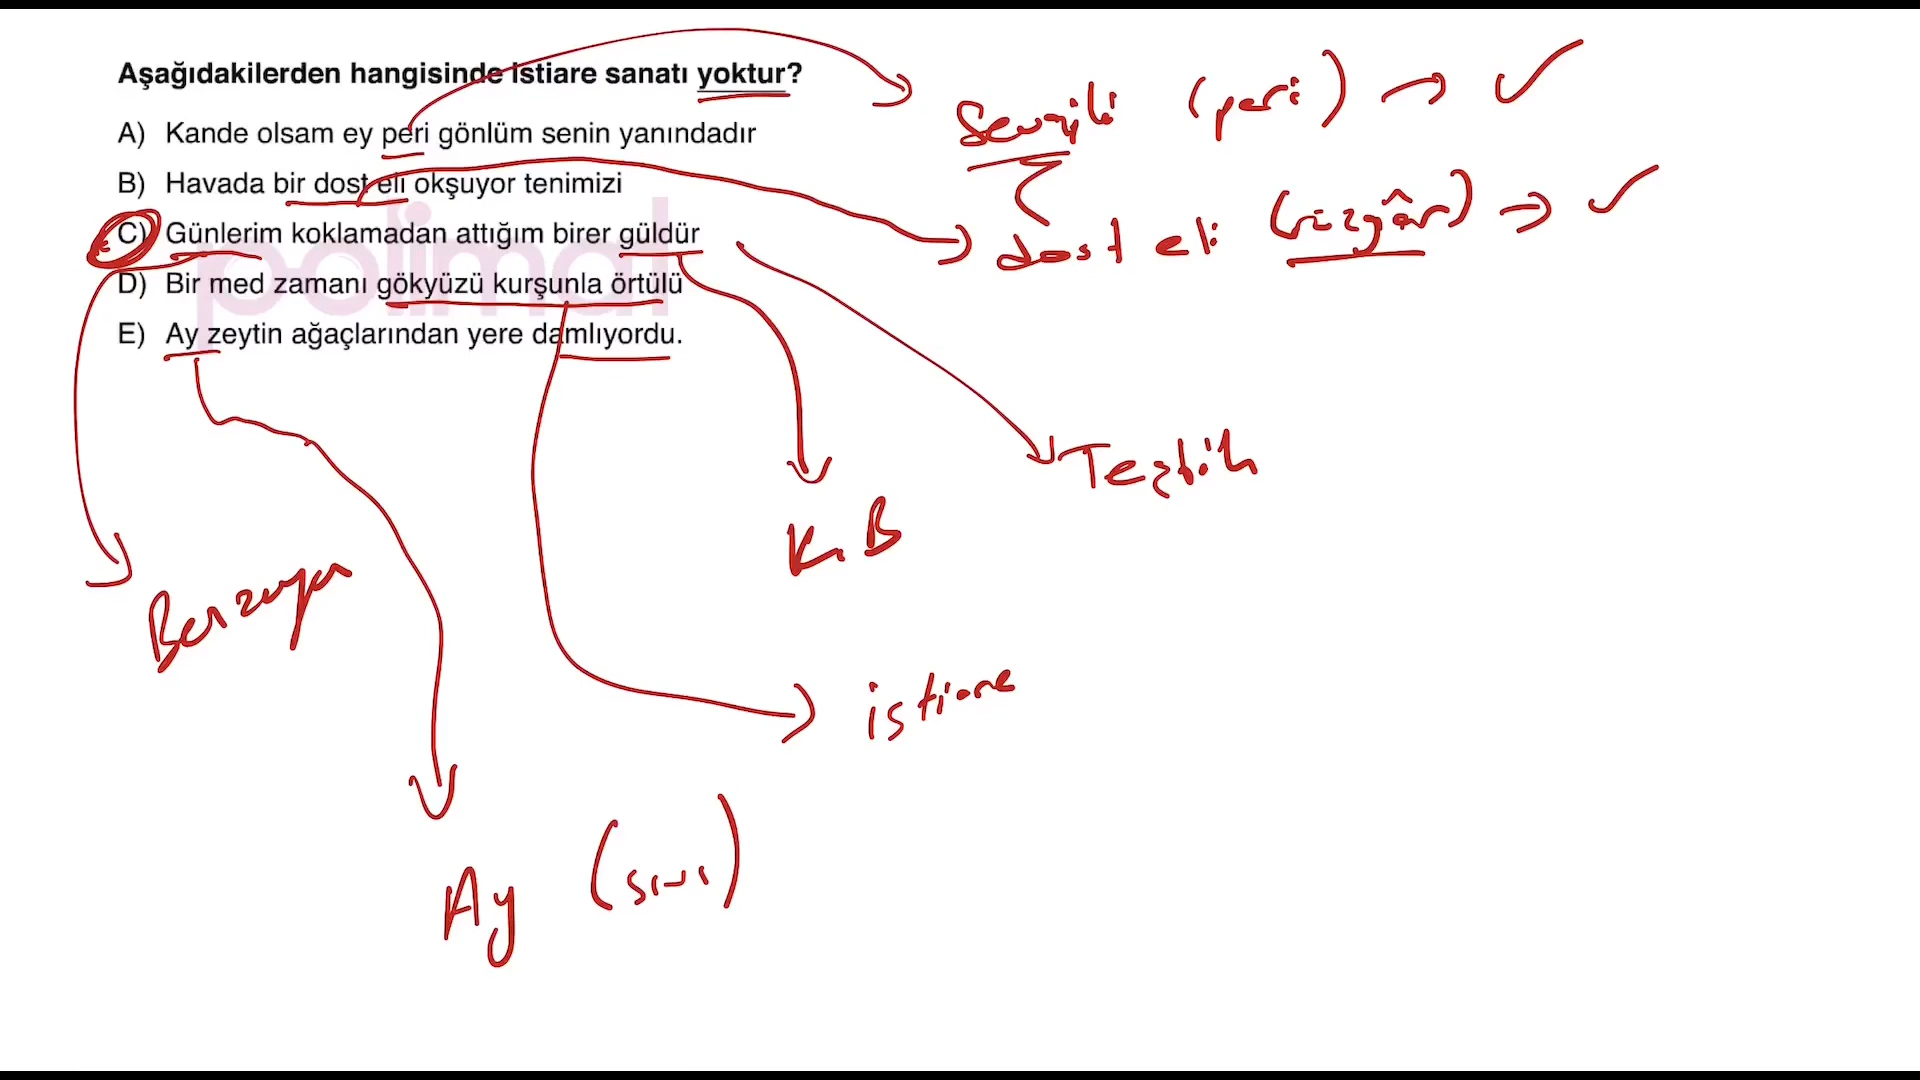 Aşağıdakilerden hangisinde istiare sanatı yoktur?
A) Kande olsam ey peri gönlüm senin yanındadır
B) Havada bir dost eli okşuyor tenimizi
C) Günlerim koklamadan attığım birer güldür
D) Bir med zamanı gökyüzü kurşunla örtülü
E) Ay zeytin ağaçlarından yere damlıyordu.
polimal
Sevgili (peri) → ✓
dost eli (rüzgâr) → ✓
Teşbih
K.B
Benzeyen
istiare
Ay (sıvı)